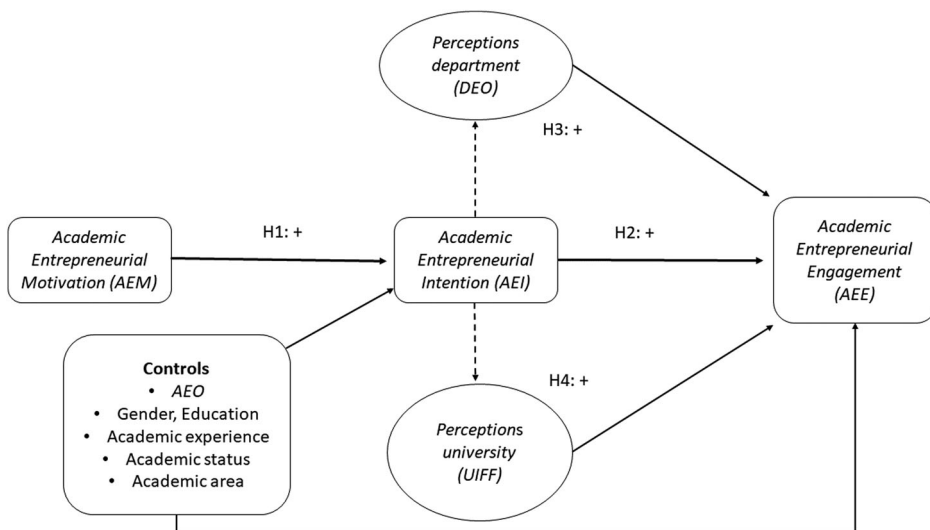 Perceptions
department
(DEO)
H3: +
Academic
Entrepreneurial
Motivation (AEM)
H1: +
Academic
Entrepreneurial
Intention (AEI)
H2: +
Academic
Entrepreneurial
Engagement
(AEE)
Controls
• AEO
• Gender, Education
• Academic experience
• Academic status
• Academic area
H4: +
Perceptions
university
(UIFF)